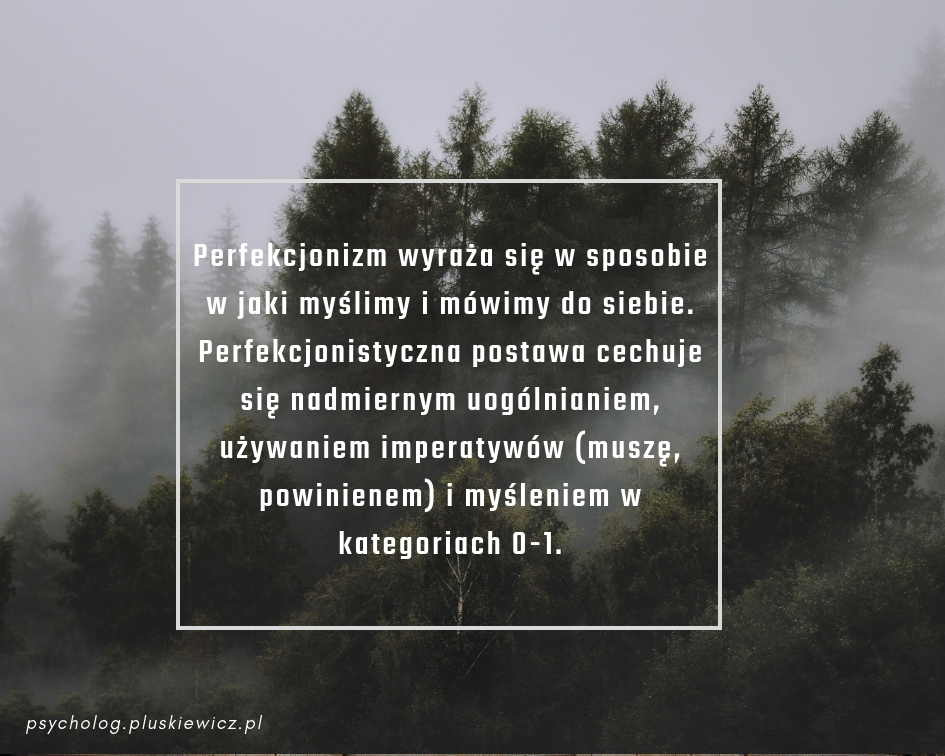 Perfekcjonizm wyraża się w sposobie
w jaki myślimy i mówimy do siebie.
Perfekcjonistyczna postawa cechuje
się nadmiernym uogólnianiem,
używaniem imperatywów (muszę,
powinienem) i myśleniem w
kategoriach 0-1.
psycholog.pluskiewicz.pl